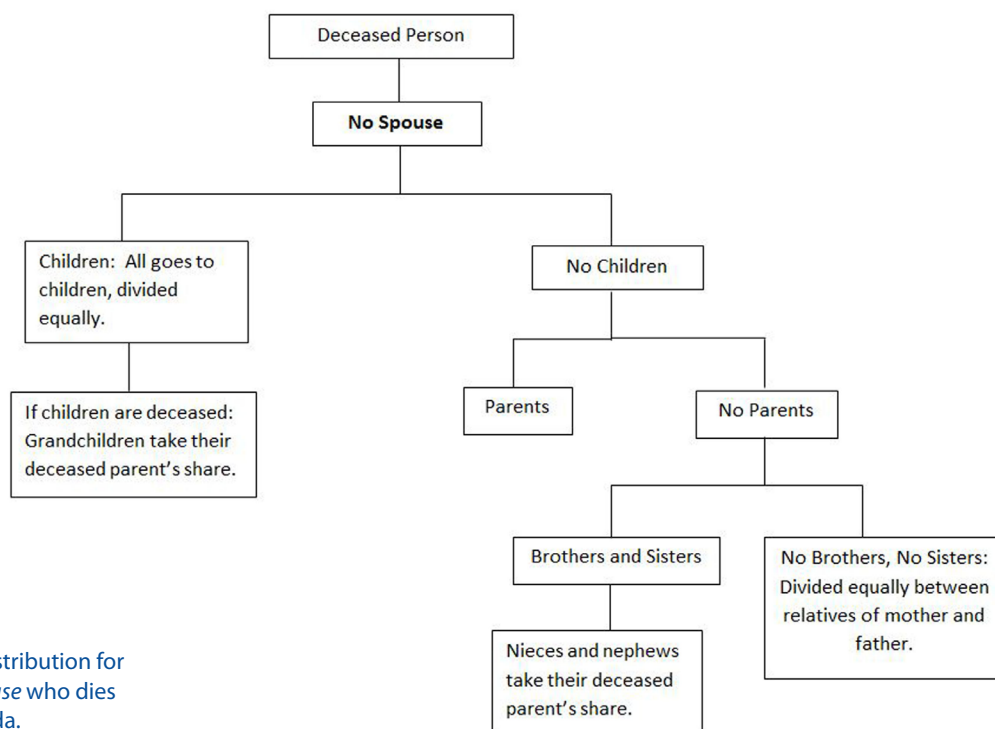 Deceased Person
No Spouse
Children: All goes to
children, divided
equally.
No Children
If children are deceased:
Grandchildren take their
deceased parent's share.
Parents
No Parents
Brothers and Sisters
No Brothers, No Sisters:
Divided equally between
relatives of mother and
father.
Nieces and nephews
take their deceased
parent's share.
stribution for
use who dies
da.